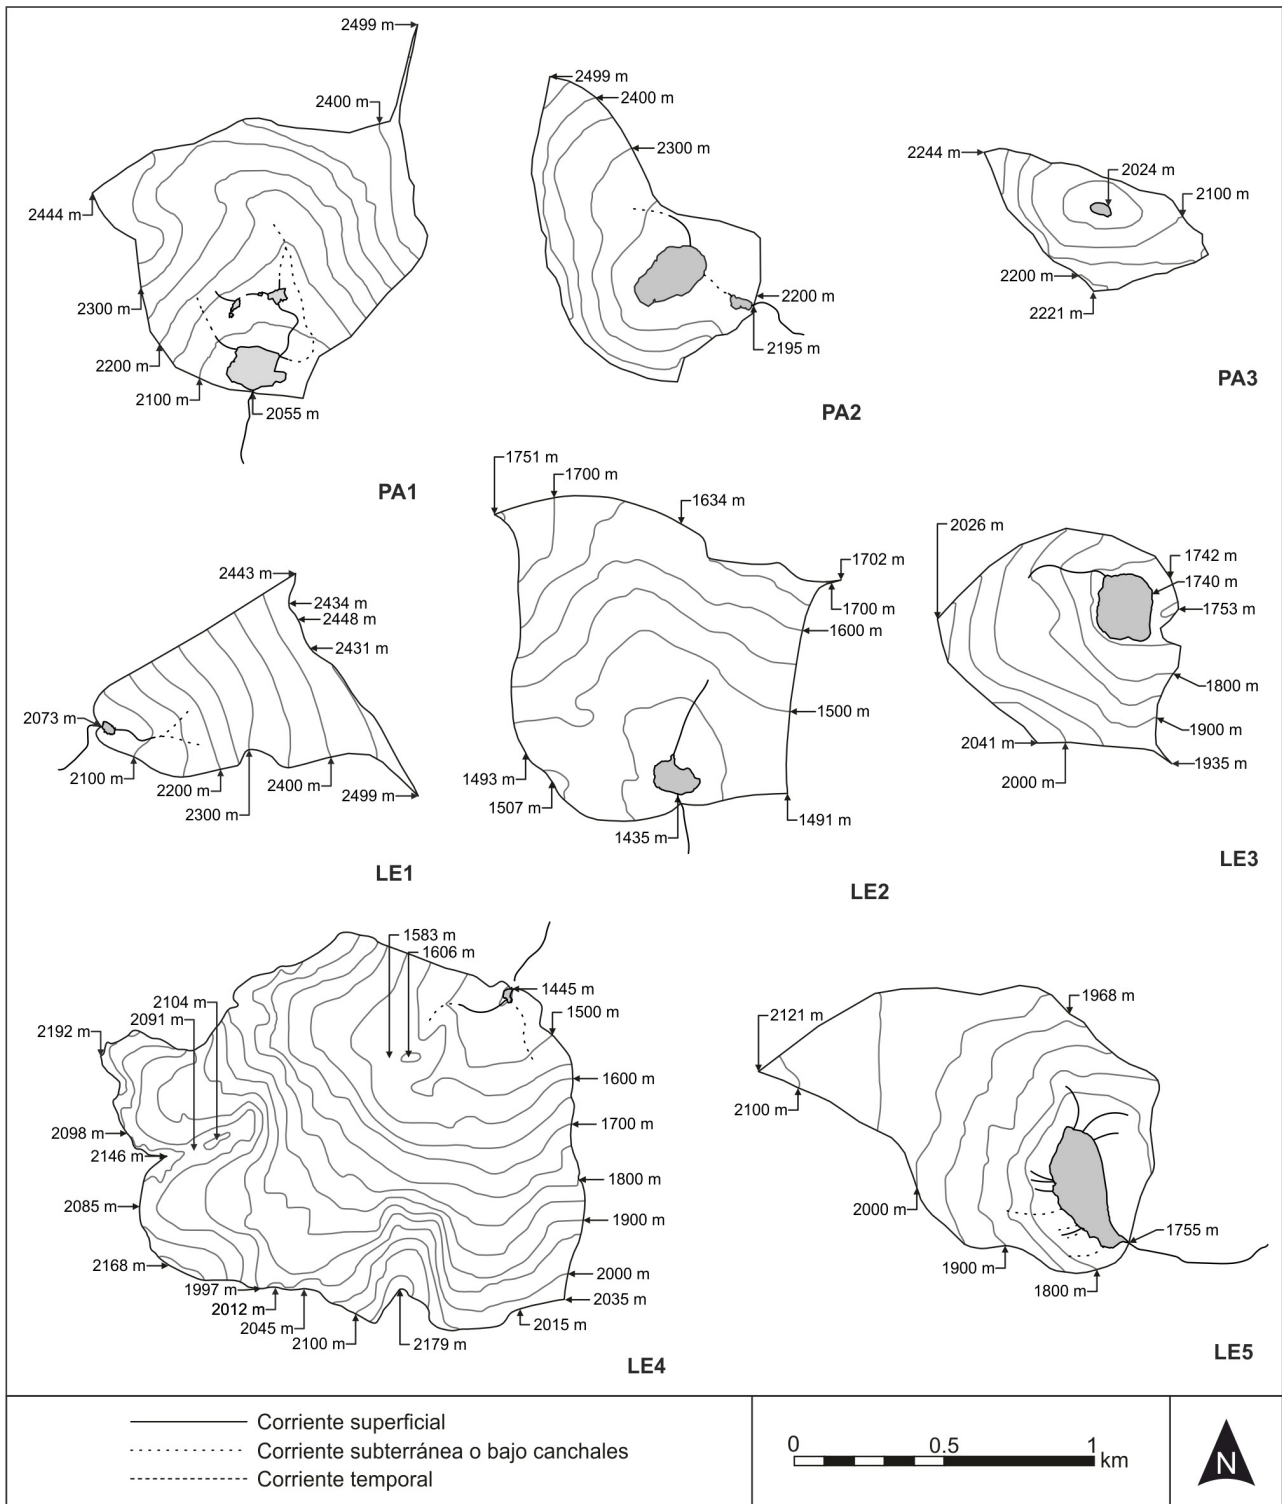 2499 m
2400 m
2444 m
2300 m
2200 m
2100 m
2055 m
PA1
2499 m
2400 m
2300 m
2200 m
2195 m
PA2
2244 m
2024 m
2100 m
2200 m
2221 m
PA3
2443 m
2434 m
2448 m
2431 m
2073 m
2100 m
2200 m
2300 m
2400 m
2499 m
LE1
1751 m
1700 m
1634 m
1702 m
1700 m
1600 m
1500 m
1493 m
1507 m
1435 m
1491 m
LE2
2026 m
1742 m
1740 m
1753 m
1800 m
1900 m
2041 m
2000 m
1935 m
LE3
1583 m
1606 m
1445 m
1500 m
2104 m
2091 m
2192 m
1600 m
1700 m
2098 m
2146 m
1800 m
2085 m
1900 m
2168 m
1997 m
2012 m
2045 m
2100 m
2179 m
2000 m
2035 m
2015 m
LE4
1968 m
2121 m
2100 m
2000 m
1900 m
1800 m
1755 m
LE5
Corriente superficial
Corriente subterránea o bajo canchales
Corriente temporal
0 0.5 1
km
N